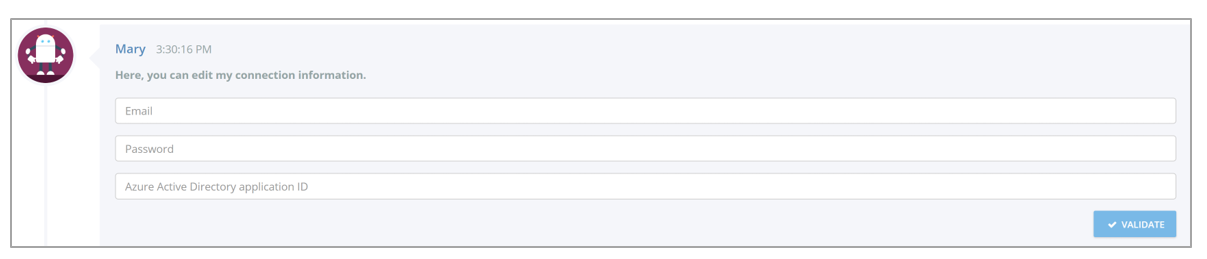 Mary 3:30:16 PM
Here, you can edit my connection information.
Email
Password
Azure Active Directory application ID
VALIDATE